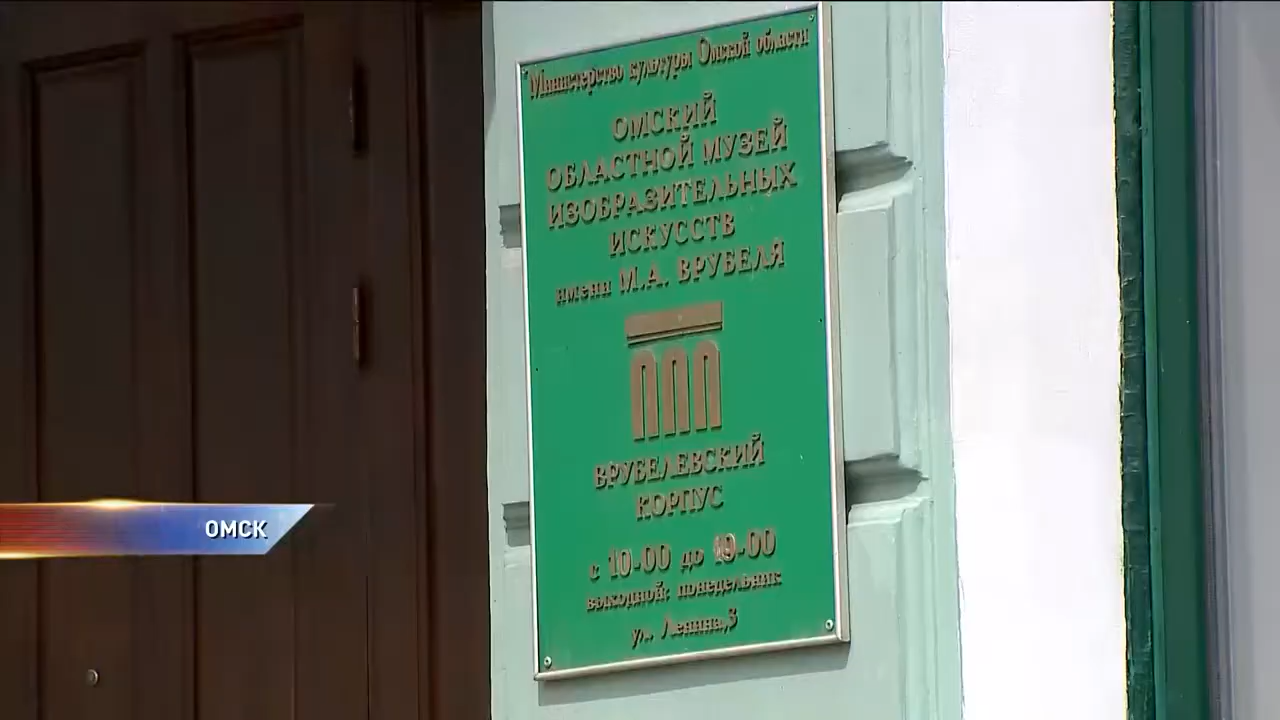 Министерство культуры Омской области
ОМСКИЙ
ОБЛАСТНОЙ МУЗЕЙ
ИЗОБРАЗИТЕЛЬНЫХ
ИСКУССТВ
имени М.А. ВРУБЕЛЯ
ВРУБЕЛЕВСКИЙ
КОРПУС
с 10-00 до 19-00
выходной: понедельник
ул. Ленина,3
ОМСК